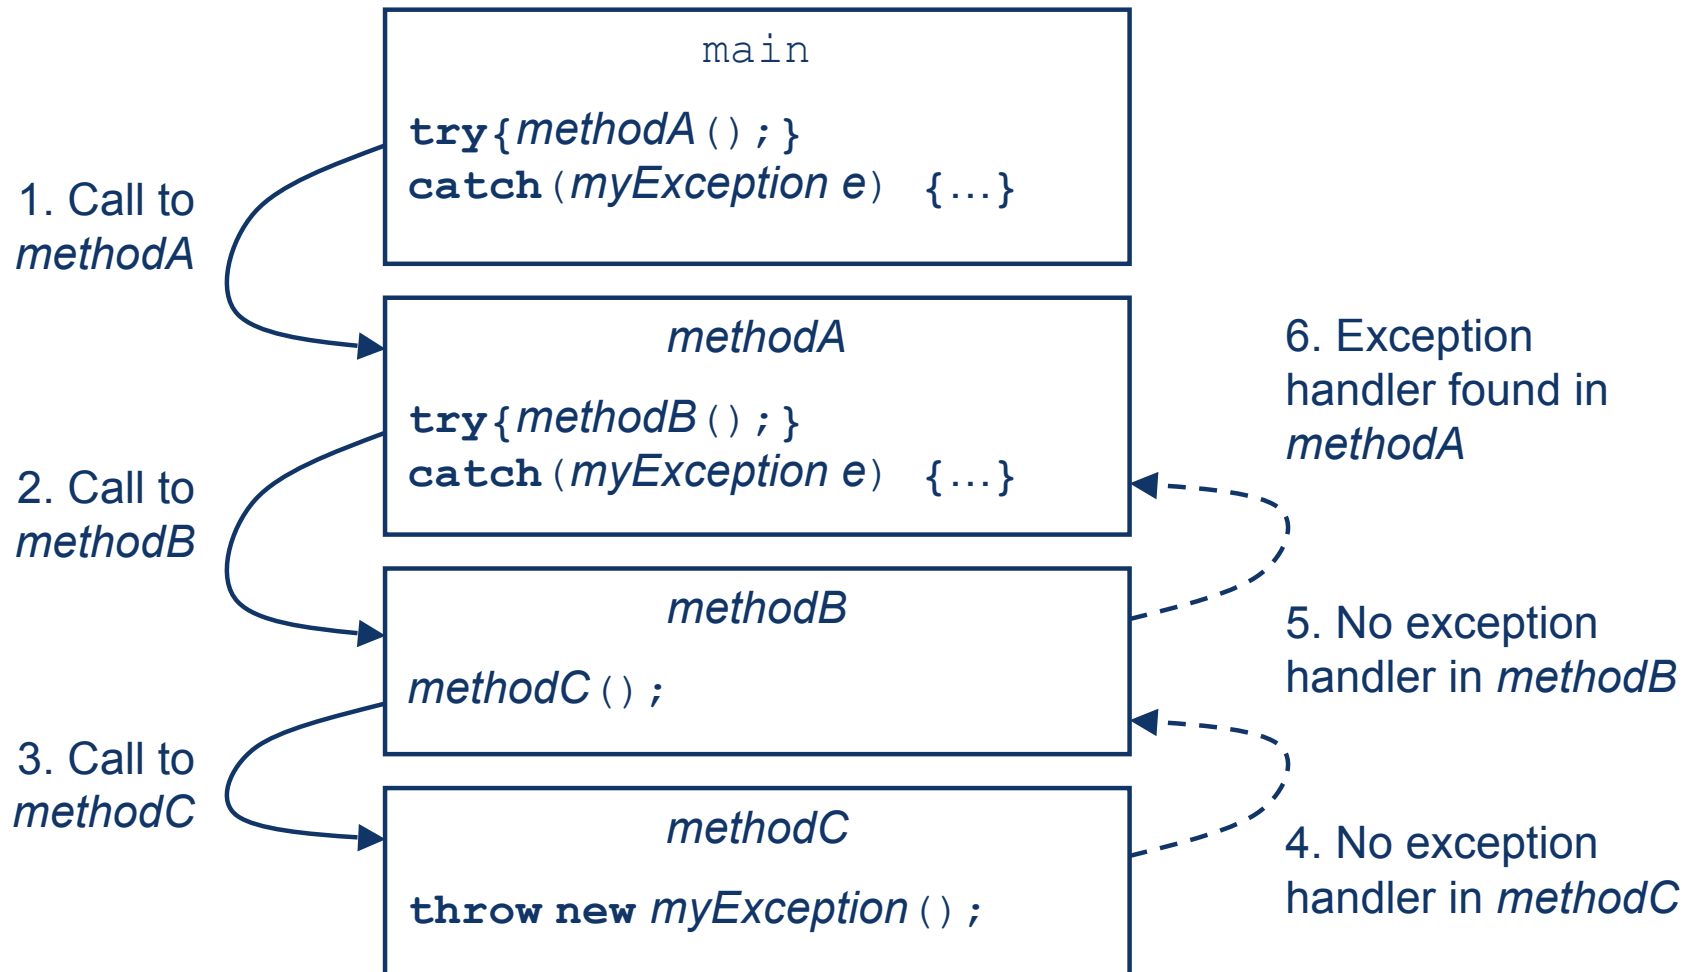 main
try{methodA();}
catch(myException e) {…}
1. Call to
methodA
methodA
try{methodB();}
catch(myException e) {…}
2. Call to
methodB
methodB
methodC();
3. Call to
methodC
methodC
throw new myException();
6. Exception
handler found in
methodA
5. No exception
handler in methodB
4. No exception
handler in methodC